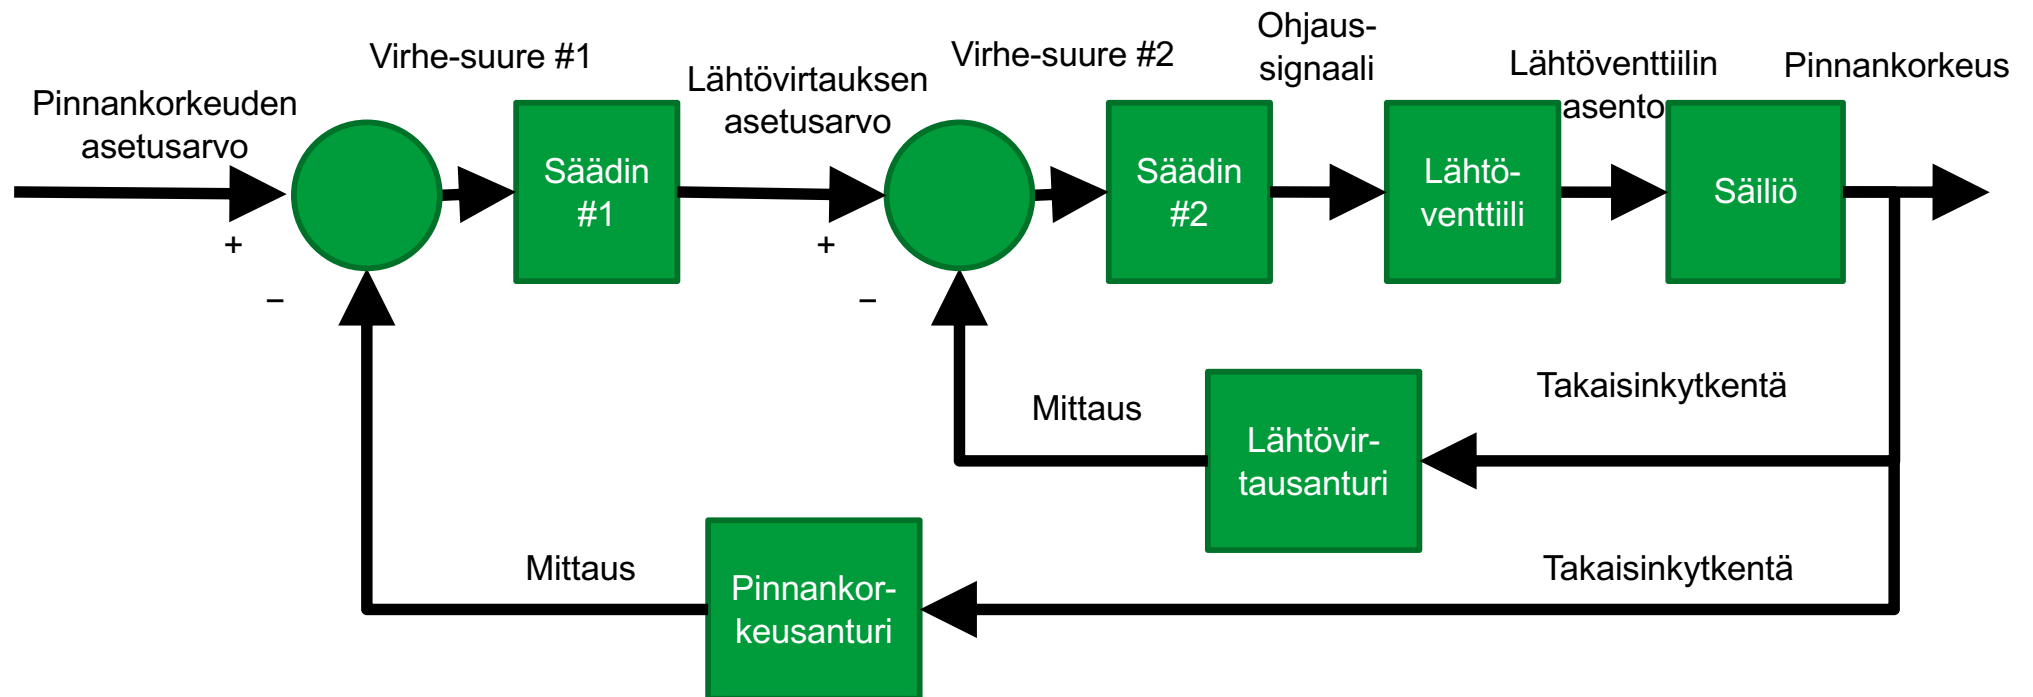 Pinnankorkeuden
asetusarvo
+
−
Virhe-suure #1
Säädin
#1
Lähtövirtauksen
asetusarvo
+
−
Virhe-suure #2
Säädin
#2
Ohjaus-
signaali
Lähtö-
venttiili
Lähtöventtiilin
asento
Säiliö
Pinnankorkeus
Mittaus
Lähtövir-
tausanturi
Takaisinkytkentä
Mittaus
Pinnankor-
keusanturi
Takaisinkytkentä